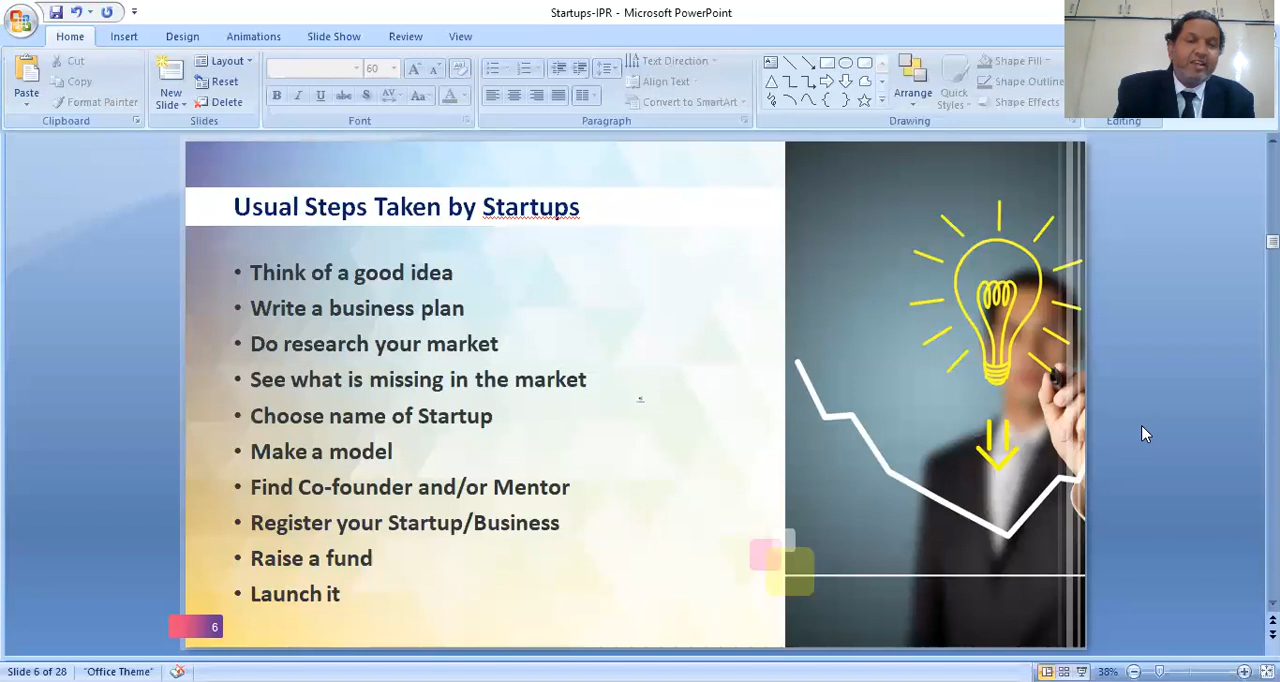 Startups-IPR - Microsoft PowerPoint
Home Insert Design Animations Slide Show Review View
Paste
Cut
Copy
Format Painter
Clipboard
New Slide
Layout
Reset
Delete
Slides
60
B I U abe S AV Aa A
Font
Text Direction
Align Text
Convert to SmartArt
Paragraph
Arrange
Quick Styles
Shape Fill
Shape Outline
Shape Effects
Drawing
Editing
Usual Steps Taken by Startups
• Think of a good idea
• Write a business plan
• Do research your market
• See what is missing in the market
• Choose name of Startup
• Make a model
• Find Co-founder and/or Mentor
• Register your Startup/Business
• Raise a fund
• Launch it
6
Slide 6 of 28 "Office Theme" 38%